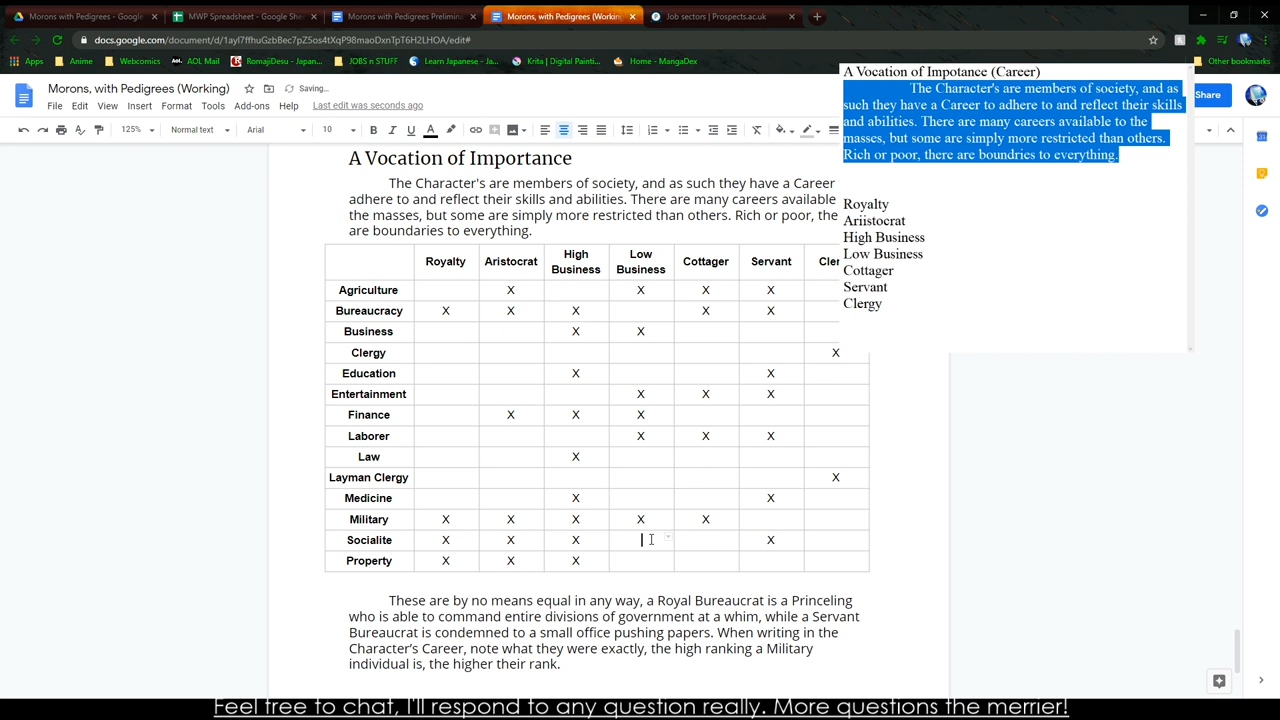 Morons with Pedigrees - Google
MWP Spreadsheet - Google She
Morons with Pedigrees Prelimina
Morons, with Pedigrees (Workin
Job sectors | Prospects.ac.uk
Apps
Anime
Webcomics
AOL Mail
RomajiDesu - Japan...
JOBS n STUFF
Learn Japanese - Ja...
Krita | Digital Painti...
Home - MangaDex
Other bookmarks
Morons, with Pedigrees (Working)
Saving...
Share
File Edit View Insert Format Tools Add-ons Help Last edit was seconds ago
125% Normal text Arial 10 B I U A
A Vocation of Impotance (Career)
The Character's are members of society, and as
such they have a Career to adhere to and reflect their skills
and abilities. There are many careers available to the
masses, but some are simply more restricted than others.
Rich or poor, there are boundries to everything.
Royalty
Ariistocrat
High Business
Low Business
Cottager
Servant
Clergy
A Vocation of Importance
The Character's are members of society, and as such they have a Career
adhere to and reflect their skills and abilities. There are many careers available
the masses, but some are simply more restricted than others. Rich or poor, the
are boundaries to everything.
Royalty Aristocrat High Business Low Business Cottager Servant Cler
Agriculture X X X X
Bureaucracy X X X X X
Business X X
Clergy X
Education X X
Entertainment X X X
Finance X X X
Laborer X X X
Law X
Layman Clergy X
Medicine X X
Military X X X X X
Socialite X X X X
Property X X X
These are by no means equal in any way, a Royal Bureaucrat is a Princeling
who is able to command entire divisions of government at a whim, while a Servant
Bureaucrat is condemned to a small office pushing papers. When writing in the
Character's Career, note what they were exactly, the high ranking a Military
individual is, the higher their rank.
Feel free to chat, I'll respond to any question really. More questions the merrier!